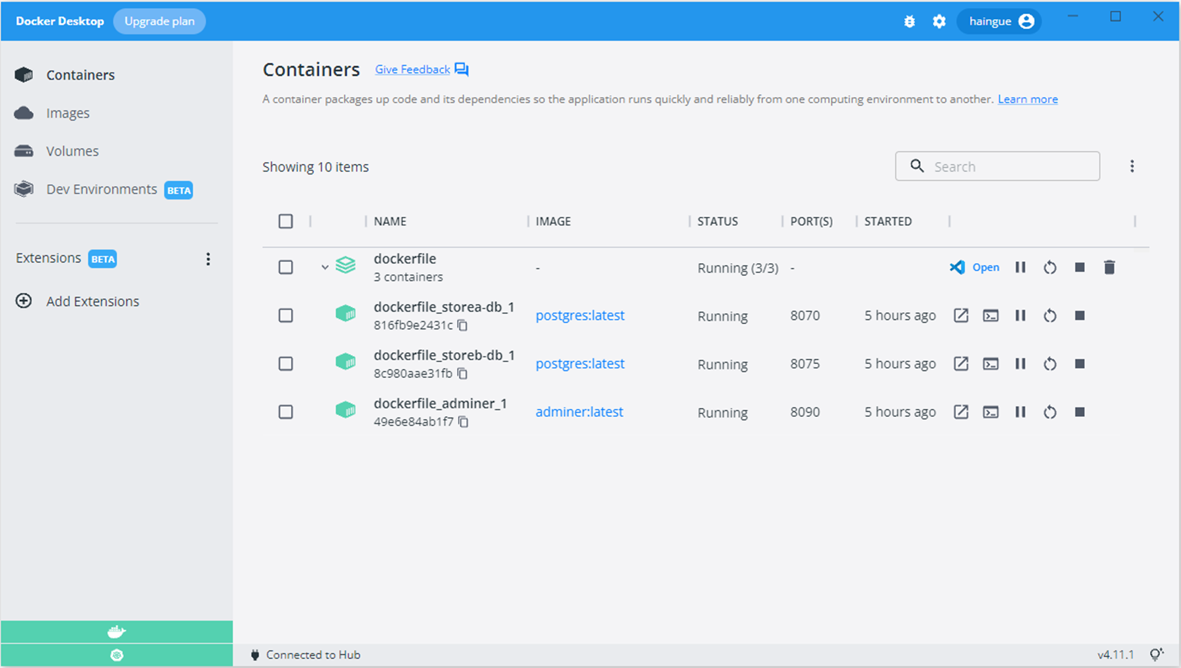 Docker Desktop Upgrade plan haingue
Containers
Images
Volumes
Dev Environments BETA
Extensions BETA
Add Extensions
Containers Give Feedback
A container packages up code and its dependencies so the application runs quickly and reliably from one computing environment to another. Learn more
Showing 10 items Search
NAME IMAGE STATUS PORT(S) STARTED
dockerfile - Running (3/3) - Open
3 containers
dockerfile_storea-db_1 postgres:latest Running 8070 5 hours ago
816fb9e2431c
dockerfile_storeb-db_1 postgres:latest Running 8075 5 hours ago
8c980aae31fb
dockerfile_adminer_1 adminer:latest Running 8090 5 hours ago
49e6e84ab1f7
Connected to Hub v4.11.1